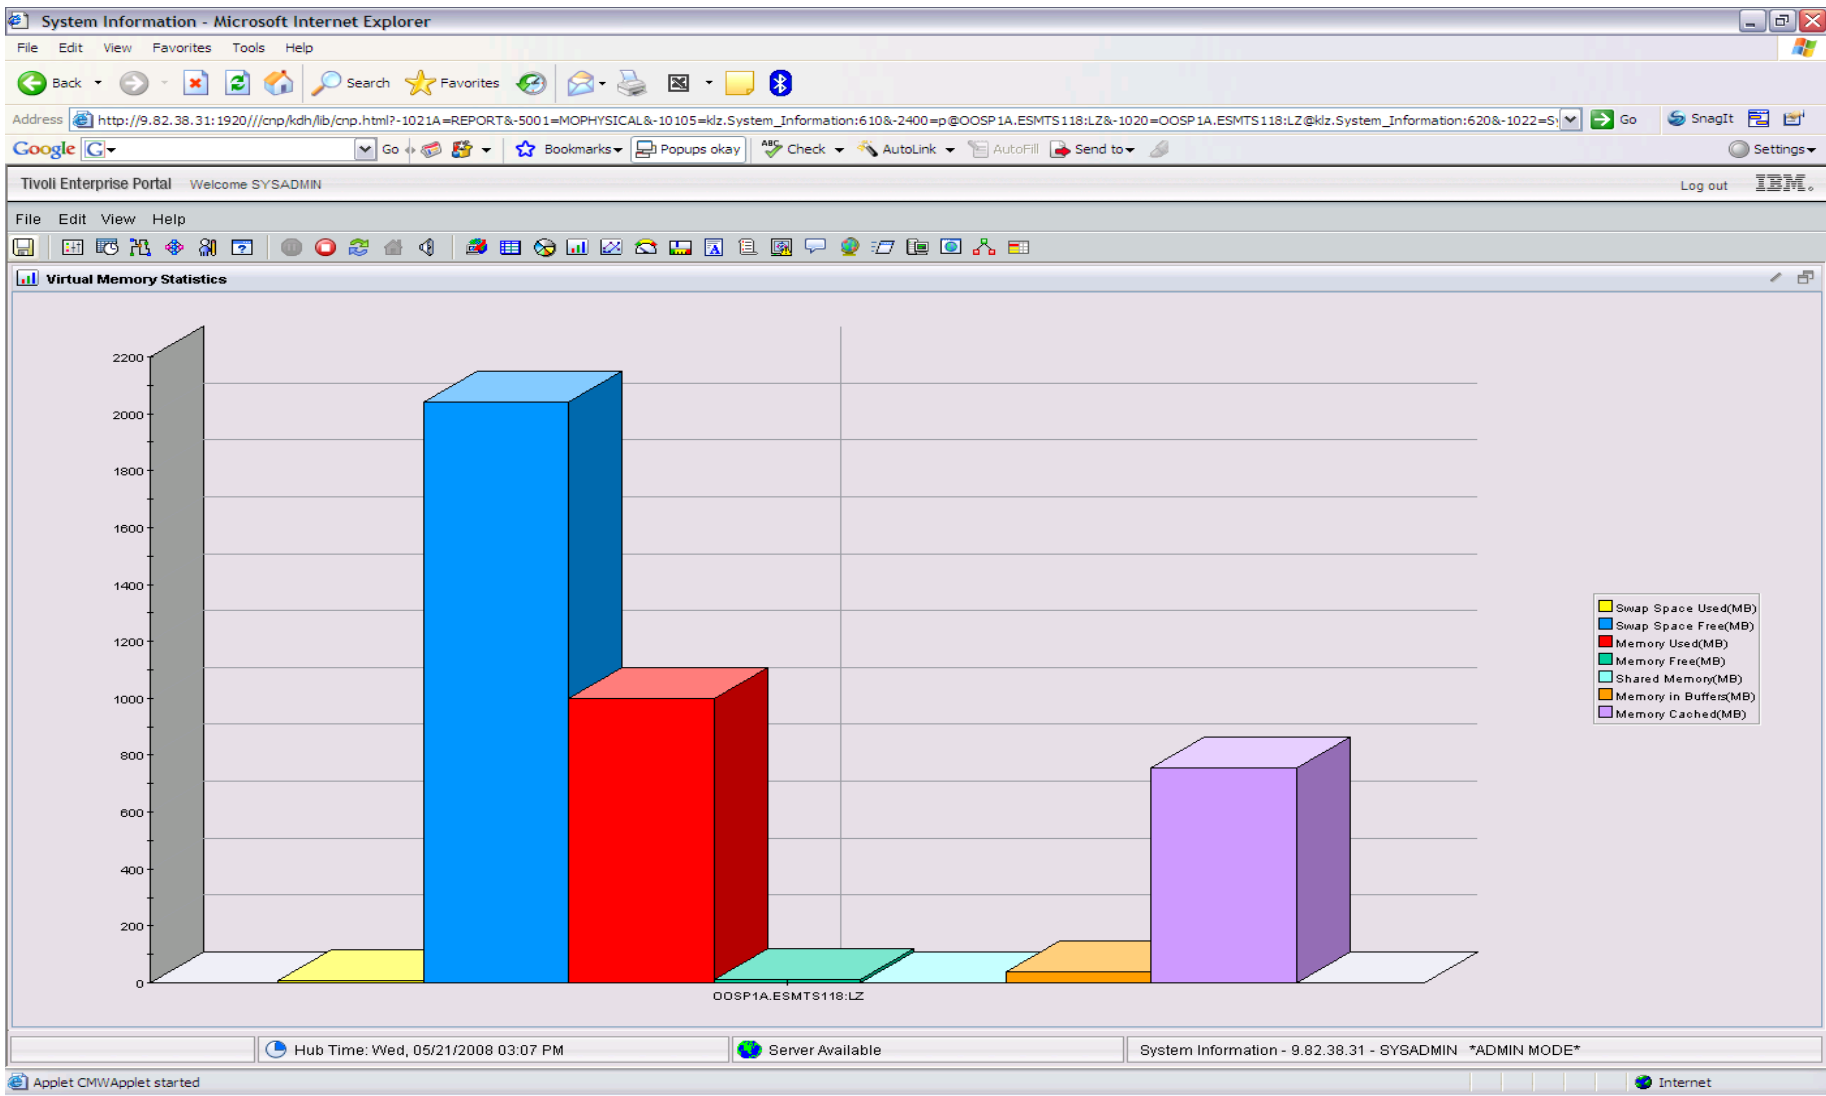 System Information - Microsoft Internet Explorer
File Edit View Favorites Tools Help
Back Search Favorites
Address http://9.82.38.31:1920///cnp/kdh/lib/cnp.html?-1021A=REPORT&-5001=MOPHYSICAL&-10105=klz.System_Information:610&-2400=p@OOSP1A.ESMTS118:LZ&-1020=OOSP1A.ESMTS118:LZ@klz.System_Information:620&-1022=S Go SnagIt
Google G Go Bookmarks Popups okay ABC Check AutoLink AutoFill Send to Settings
Tivoli Enterprise Portal Welcome SYSADMIN Log out IBM.
File Edit View Help
Virtual Memory Statistics
2200
2000
1800
1600
1400
1200
1000
800
600
400
200
0
OOSP1A.ESMTS118:LZ
Swap Space Used(MB)
Swap Space Free(MB)
Memory Used(MB)
Memory Free(MB)
Shared Memory(MB)
Memory in Buffers(MB)
Memory Cached(MB)
Hub Time: Wed, 05/21/2008 03:07 PM Server Available System Information - 9.82.38.31 - SYSADMIN *ADMIN MODE*
Applet CMWApplet started Internet